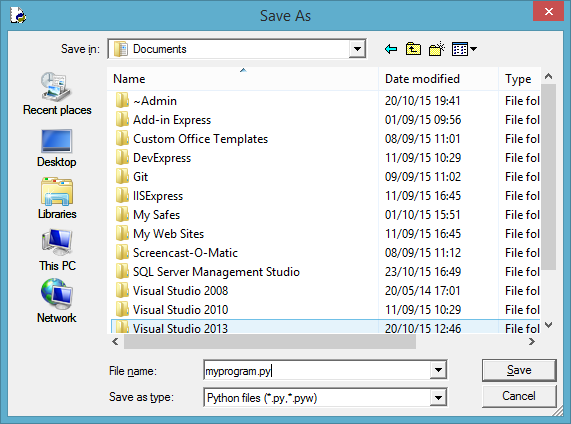 Save As
Save in: Documents
Name Date modified Type
~Admin 20/10/15 19:41 File fol
Add-in Express 01/09/15 09:56 File fol
Custom Office Templates 08/09/15 11:01 File fol
DevExpress 11/09/15 10:29 File fol
Git 09/09/15 11:02 File fol
IISExpress 11/09/15 16:45 File fol
My Safes 01/10/15 15:51 File fol
My Web Sites 11/09/15 16:45 File fol
Screencast-O-Matic 08/09/15 11:12 File fol
SQL Server Management Studio 23/10/15 16:49 File fol
Visual Studio 2008 20/05/14 17:01 File fol
Visual Studio 2010 11/09/15 10:29 File fol
Visual Studio 2013 20/10/15 12:46 File fol
Recent places
Desktop
Libraries
This PC
Network
File name: myprogram.py Save
Save as type: Python files (*.py,*.pyw) Cancel